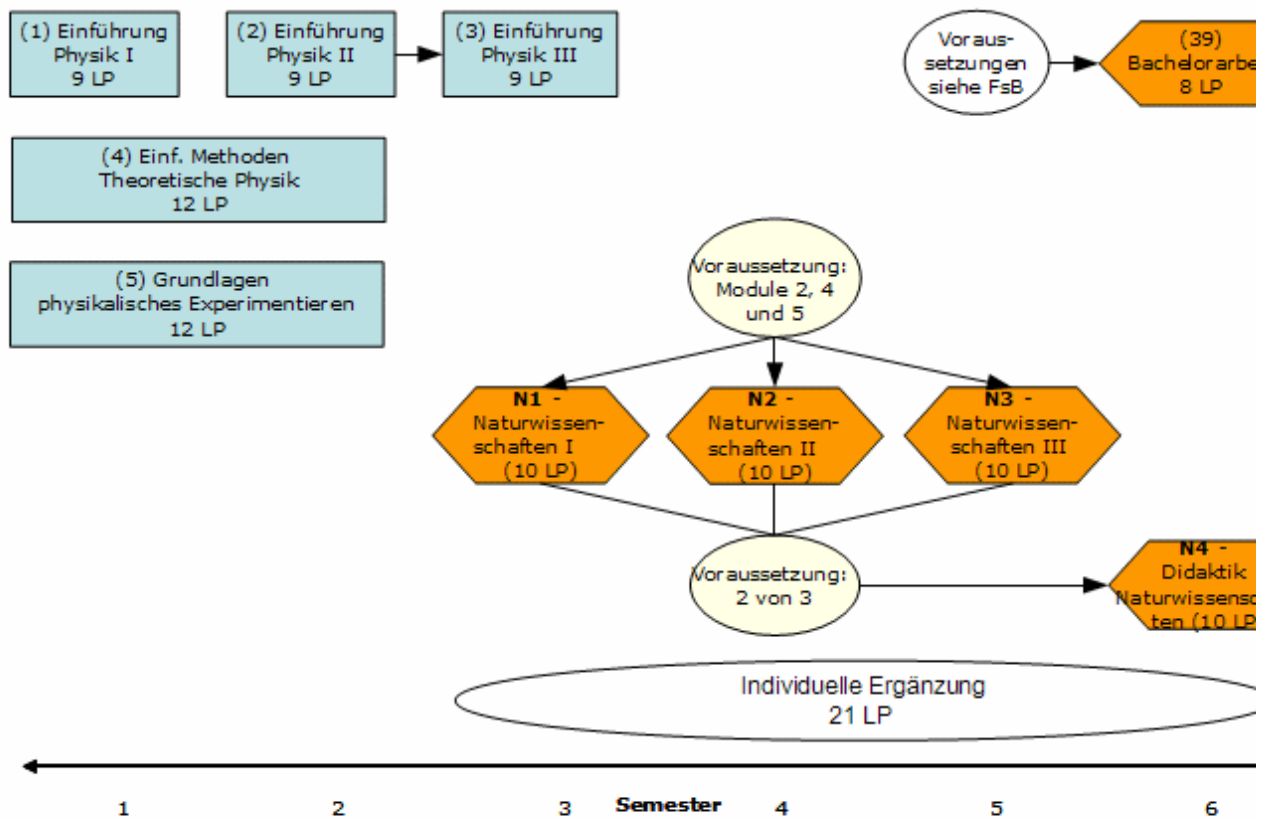 (1) Einführung
Physik I
9 LP
(2) Einführung
Physik II
9 LP
(3) Einführung
Physik III
9 LP
Voraus-
setzungen
siehe FsB
(39)
Bachelorarbe
8 LP
(4) Einf. Methoden
Theoretische Physik
12 LP
(5) Grundlagen
physikalisches Experimentieren
12 LP
Voraussetzung:
Module 2, 4
und 5
N1 -
Naturwissen-
schaften I
(10 LP)
N2 -
Naturwissen-
schaften II
(10 LP)
N3 -
Naturwissen-
schaften III
(10 LP)
Voraussetzung:
2 von 3
N4 -
Didaktik
Naturwissensc
ten (10 LP
Individuelle Ergänzung
21 LP
1 2 3 Semester 4 5 6